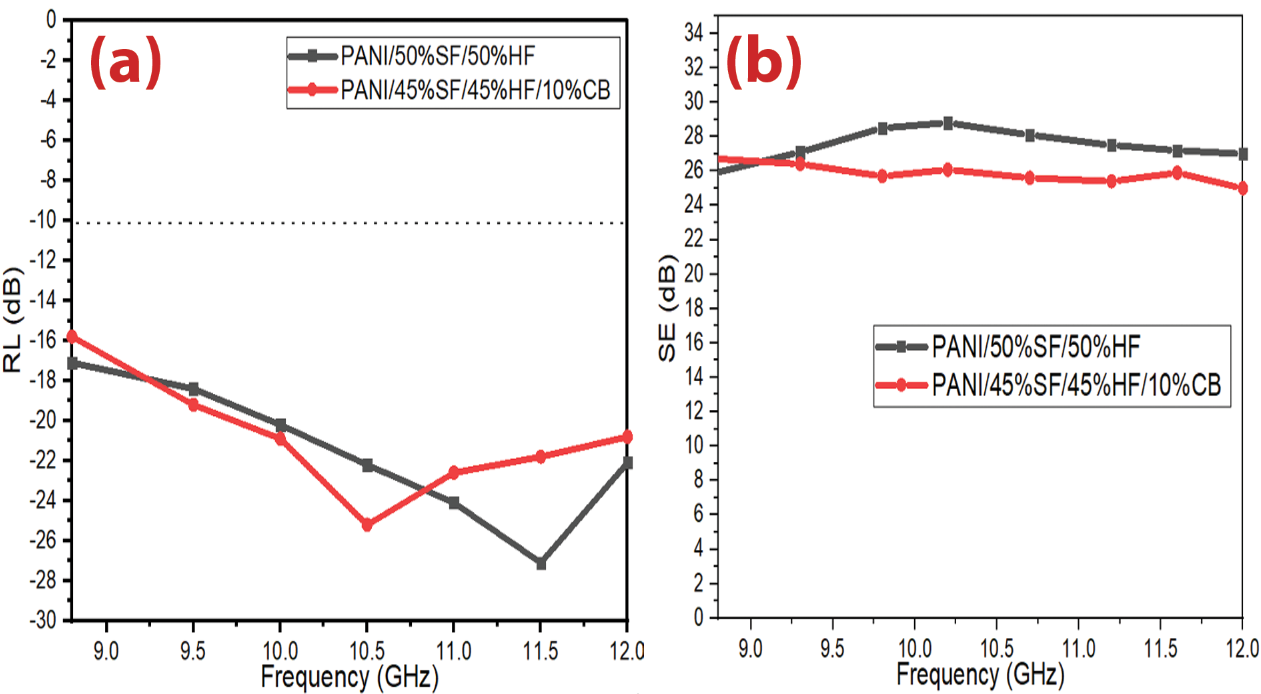 (a)
PANI/50%SF/50%HF
PANI/45%SF/45%HF/10%CB
0
-2
-4
-6
-8
-10
-12
-14
-16
-18
-20
-22
-24
-26
-28
-30
RL (dB)
9.0 9.5 10.0 10.5 11.0 11.5 12.0
Frequency (GHz)
(b)
34
32
30
28
26
24
22
20
18
16
14
12
10
8
6
4
2
0
SE (dB)
PANI/50%SF/50%HF
PANI/45%SF/45%HF/10%CB
9.0 9.5 10.0 10.5 11.0 11.5 12.0
Frequency (GHz)